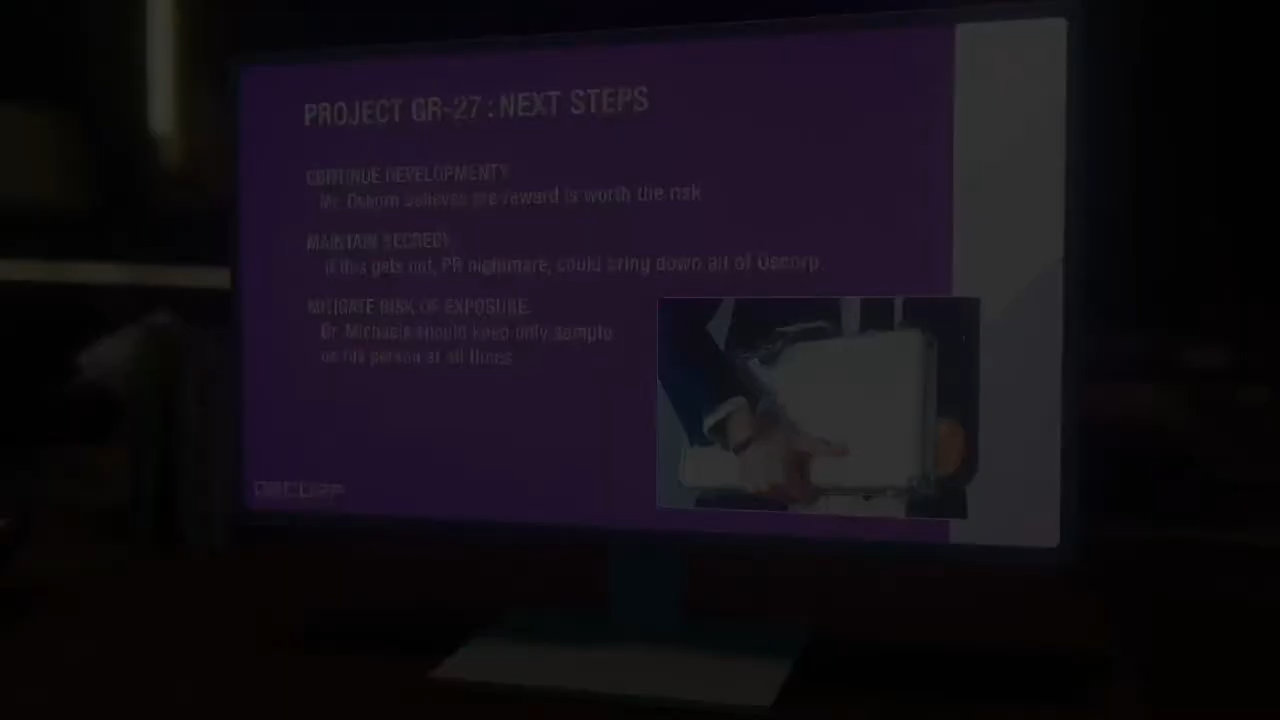 PROJECT GR-27 : NEXT STEPS
CONTINUE DEVELOPMENT?
Mr. Osborn believes the reward is worth the risk
MAINTAIN SECRECY
If this gets out, PR nightmare, could bring down all of Oscorp.
MITIGATE RISK OF EXPOSURE
Dr. Michaels should keep only sample
on his person at all times
OSCORP